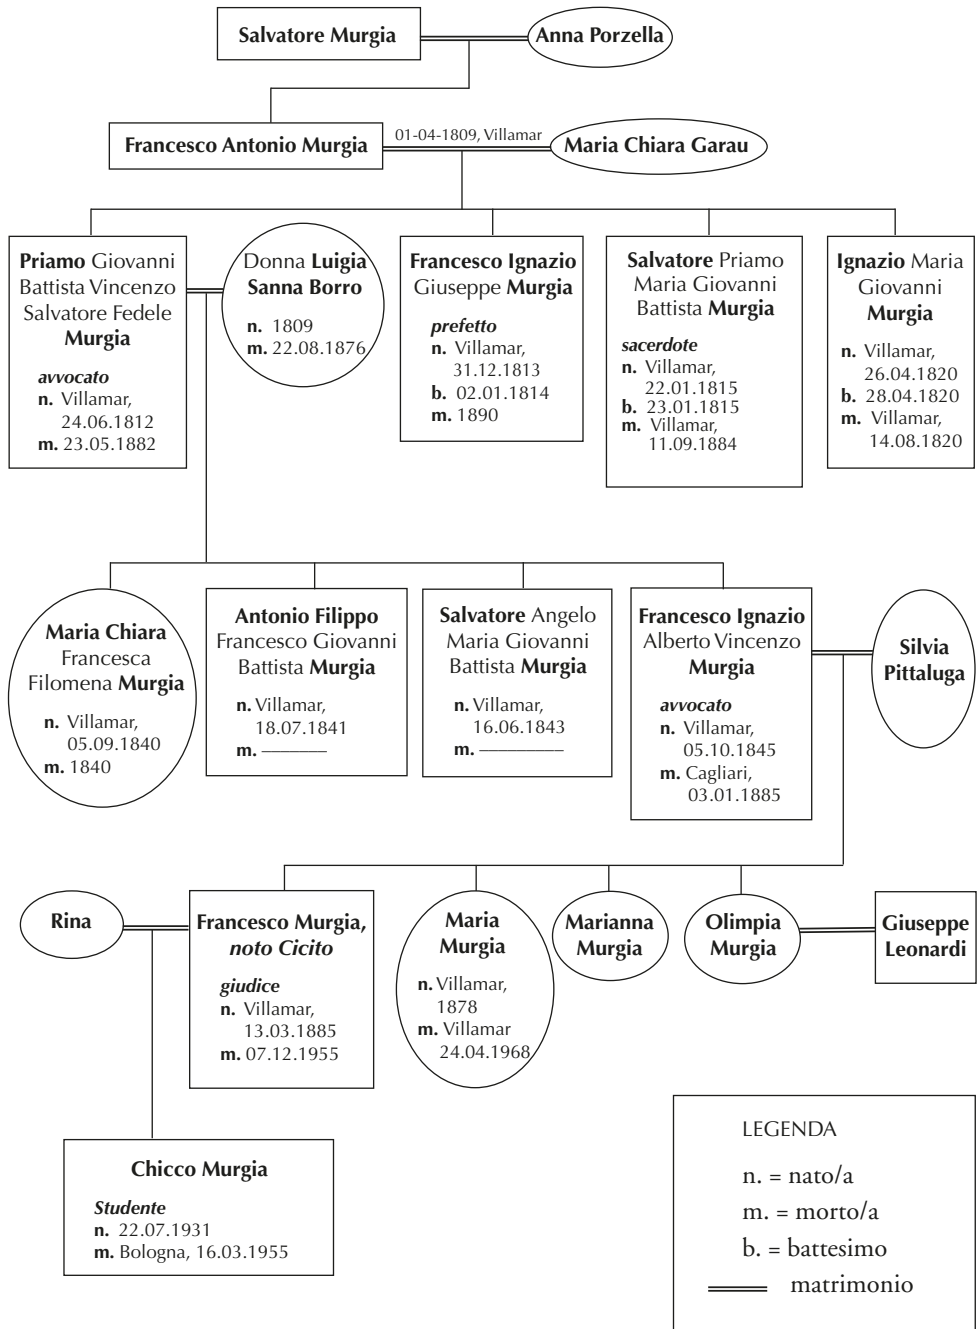 Salvatore Murgia
Anna Porzella
Francesco Antonio Murgia
01-04-1809, Villamar
Maria Chiara Garau
Priamo Giovanni
Battista Vincenzo
Salvatore Fedele
Murgia
avvocato
n. Villamar,
24.06.1812
m. 23.05.1882
Donna Luigia
Sanna Borro
n. 1809
m. 22.08.1876
Francesco Ignazio
Giuseppe Murgia
prefetto
n. Villamar,
31.12.1813
b. 02.01.1814
m. 1890
Salvatore Priamo
Maria Giovanni
Battista Murgia
sacerdote
n. Villamar,
22.01.1815
b. 23.01.1815
m. Villamar,
11.09.1884
Ignazio Maria
Giovanni
Murgia
n. Villamar,
26.04.1820
b. 28.04.1820
m. Villamar,
14.08.1820
Maria Chiara
Francesca
Filomena Murgia
n. Villamar,
05.09.1840
m. 1840
Antonio Filippo
Francesco Giovanni
Battista Murgia
n. Villamar,
18.07.1841
m. ————
Salvatore Angelo
Maria Giovanni
Battista Murgia
n. Villamar,
16.06.1843
m. —————
Francesco Ignazio
Alberto Vincenzo
Murgia
avvocato
n. Villamar,
05.10.1845
m. Cagliari,
03.01.1885
Silvia
Pittaluga
Rina
Francesco Murgia,
noto Cicito
giudice
n. Villamar,
13.03.1885
m. 07.12.1955
Maria
Murgia
n. Villamar,
1878
m. Villamar
24.04.1968
Marianna
Murgia
Olimpia
Murgia
Giuseppe
Leonardi
Chicco Murgia
Studente
n. 22.07.1931
m. Bologna, 16.03.1955
LEGENDA
n. = nato/a
m. = morto/a
b. = battesimo
matrimonio